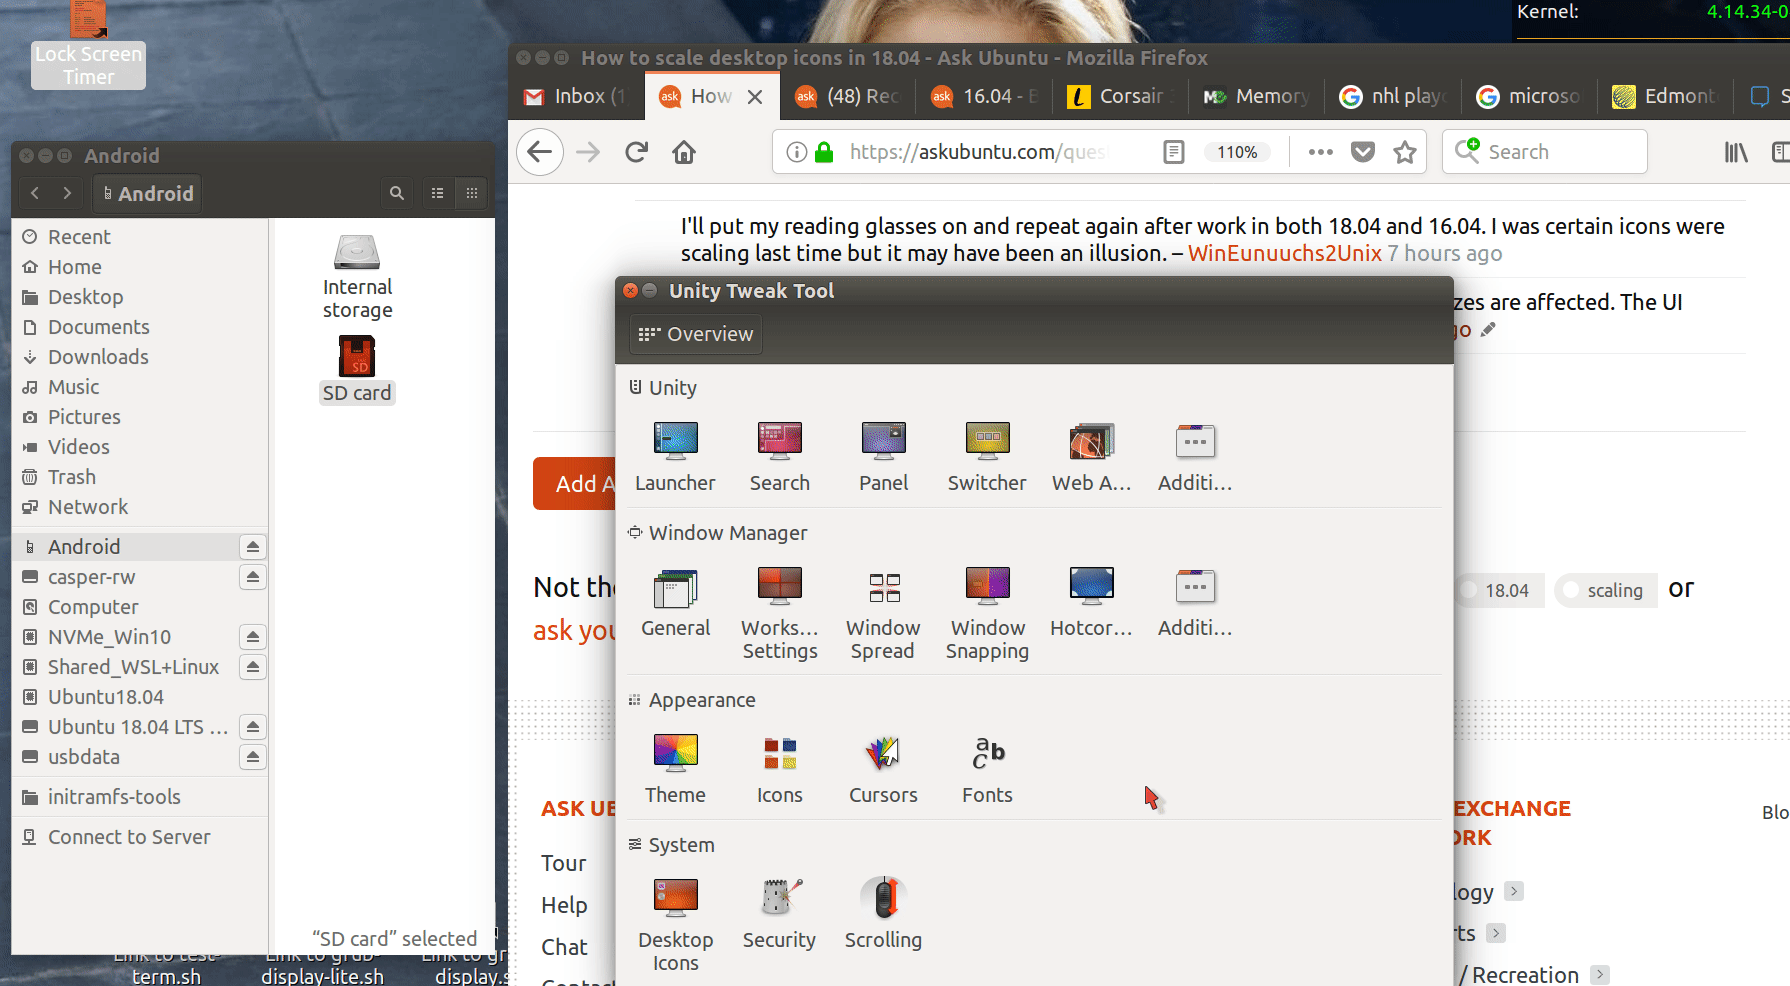 Lock Screen
Timer
Kernel:
4.14.34-0
How to scale desktop icons in 18.04 - Ask Ubuntu - Mozilla Firefox
Inbox (1
How
(48) Rec
16.04 - E
Corsair
Memory
nhl playo
microso
Edmont
S
https://askubuntu.com/ques
110%
Search
Android
Android
Recent
Home
Desktop
Documents
Downloads
Music
Pictures
Videos
Trash
Network
Android
casper-rw
Computer
NVMe_Win10
Shared_WSL+Linux
Ubuntu18.04
Ubuntu 18.04 LTS ...
usbdata
initramfs-tools
Connect to Server
Internal
storage
SD
SD card
“SD card” selected
Link to test-
term.sh
Link to grub-
display-lite.sh
Link to gr
display.s
I'll put my reading glasses on and repeat again after work in both 18.04 and 16.04. I was certain icons were
scaling last time but it may have been an illusion. – WinEunuuchs2Unix 7 hours ago
zes are affected. The UI
go
Unity Tweak Tool
Overview
Unity
Launcher
Search
Panel
Switcher
Web A...
Additi...
Window Manager
General
Works...
Settings
Window
Spread
Window
Snapping
Hotcor...
Additi...
Appearance
Theme
Icons
Cursors
Fonts
System
Desktop
Icons
Security
Scrolling
Add A
Not the
18.04
scaling
or
ask you
ASK UB
Tour
Help
Chat
Contact
EXCHANGE
ORK
Blo
logy
rts
/ Recreation